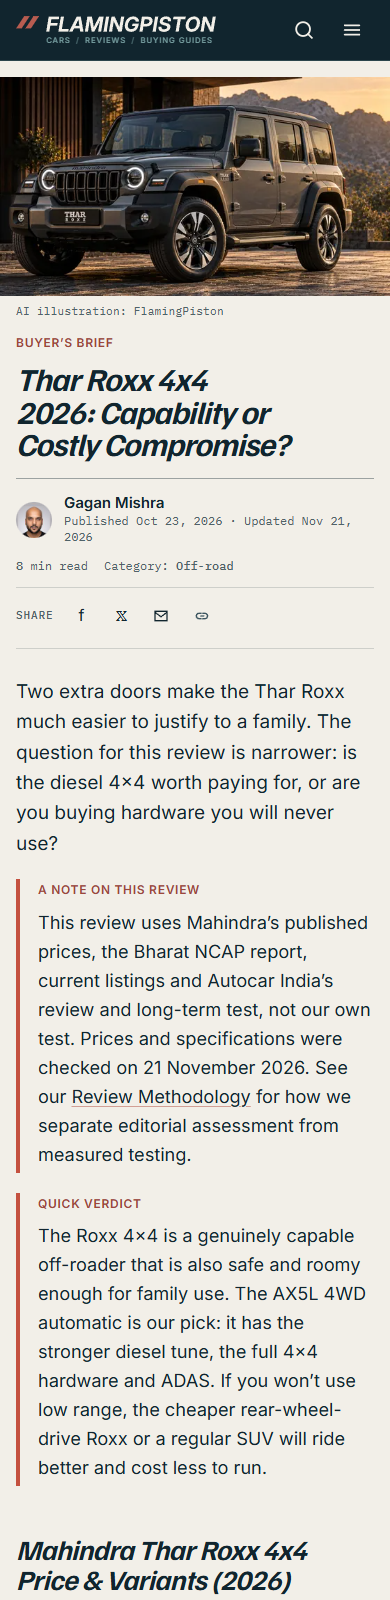 FLAMINGPISTON
CARS / REVIEWS / BUYING GUIDES
THAR
ROXX
AI illustration: FlamingPiston
BUYER’S BRIEF
Thar Roxx 4x4
2026: Capability or
Costly Compromise?
Gagan Mishra
Published Oct 23, 2026 · Updated Nov 21,
2026
8 min read Category: Off-road
SHARE f X
Two extra doors make the Thar Roxx
much easier to justify to a family. The
question for this review is narrower: is
the diesel 4×4 worth paying for, or are
you buying hardware you will never
use?
A NOTE ON THIS REVIEW
This review uses Mahindra’s published
prices, the Bharat NCAP report,
current listings and Autocar India’s
review and long-term test, not our own
test. Prices and specifications were
checked on 21 November 2026. See
our Review Methodology for how we
separate editorial assessment from
measured testing.
QUICK VERDICT
The Roxx 4×4 is a genuinely capable
off-roader that is also safe and roomy
enough for family use. The AX5L 4WD
automatic is our pick: it has the
stronger diesel tune, the full 4×4
hardware and ADAS. If you won’t use
low range, the cheaper rear-wheel-
drive Roxx or a regular SUV will ride
better and cost less to run.
Mahindra Thar Roxx 4x4
Price & Variants (2026)